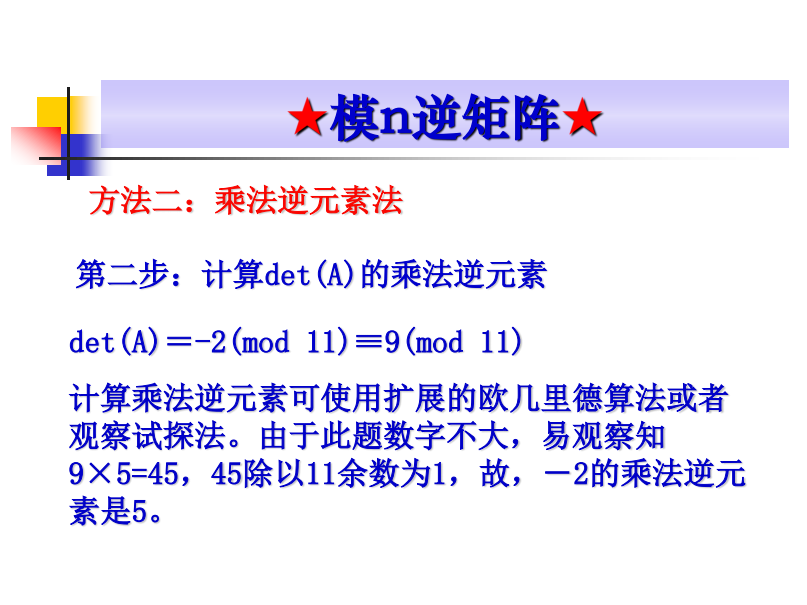 ★模n逆矩阵★
方法二：乘法逆元素法
第二步：计算det(A)的乘法逆元素
det(A)＝-2(mod 11)≡9(mod 11)
计算乘法逆元素可使用扩展的欧几里德算法或者
观察试探法。由于此题数字不大，易观察知
9×5=45，45除以11余数为1，故，－2的乘法逆元
素是5。